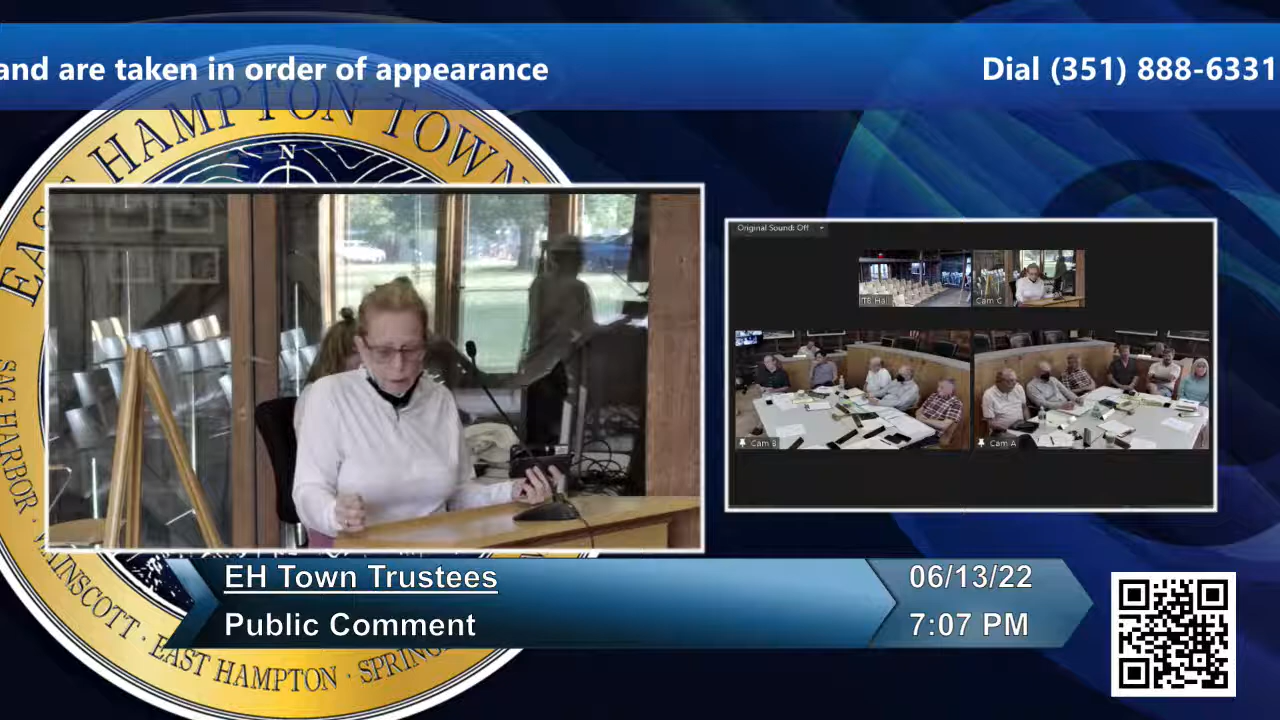 and are taken in order of appearance
Dial (351) 888-6331
EAST HAMPTON TOWN
N
SAG HARBOR · WAINSCOTT · EAST HAMPTON · SPRING
Original Sound: Off
TB Hall
Cam C
Cam B
Cam A
EH Town Trustees
06/13/22
Public Comment
7:07 PM